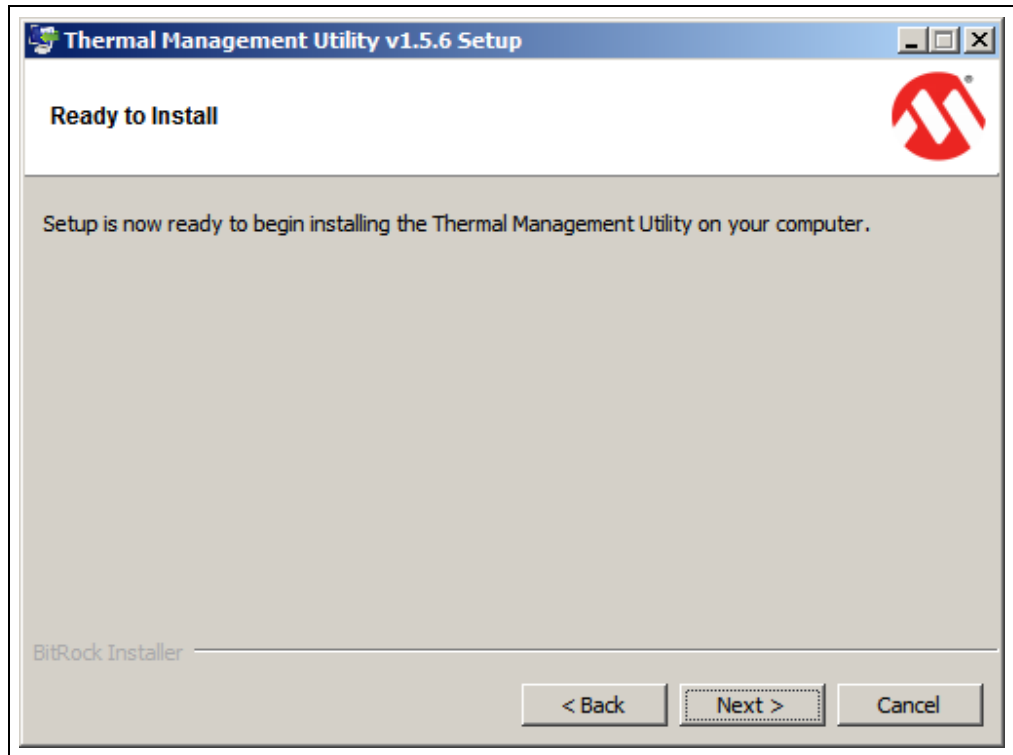 Thermal Management Utility v1.5.6 Setup
Ready to Install
Setup is now ready to begin installing the Thermal Management Utility on your computer.
BitRock Installer
< Back Next > Cancel